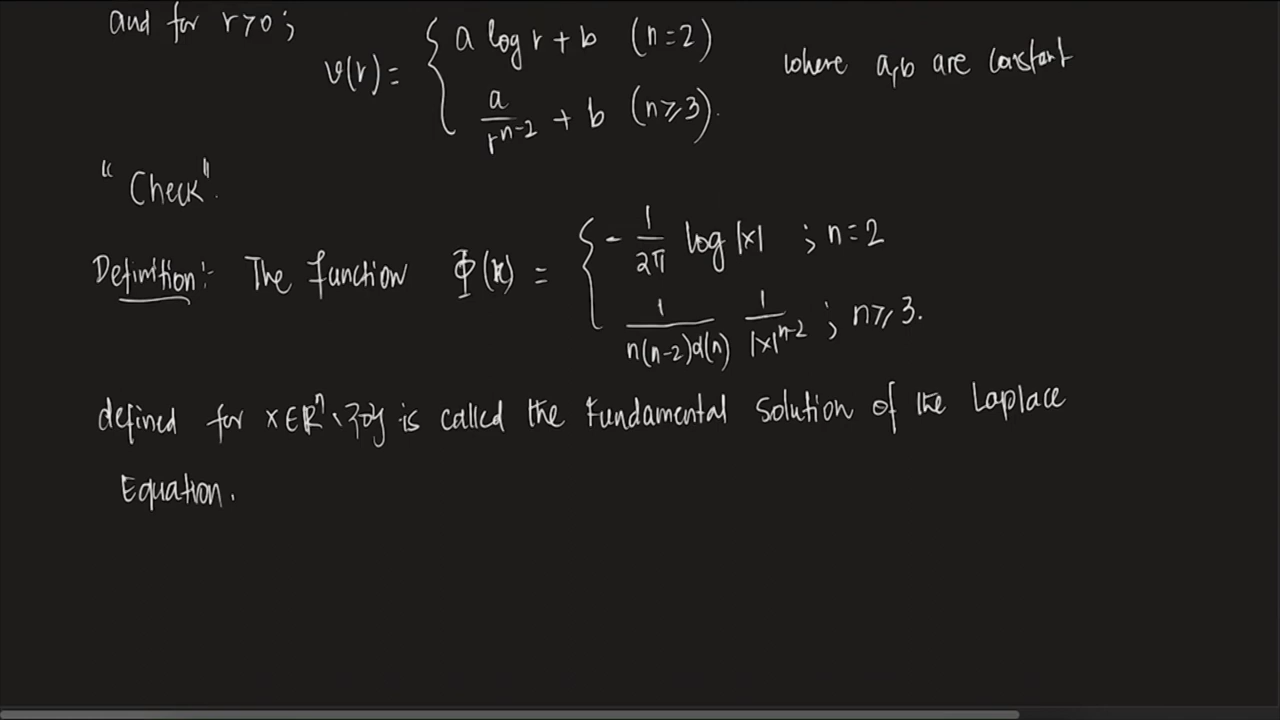 and for r>0;
v(r) = { a log r + b (n=2)
a/r^{n-2} + b (n≥3).
where a,b are constant
"Check".
Definition:- The function Φ(x) = { - 1/2π log |x| ; n=2
1/n(n-2)α(n) 1/|x|^{n-2} ; n≥3.
defined for x∈ℝ^n \ {0} is called the Fundamental Solution of the Laplace
Equation.